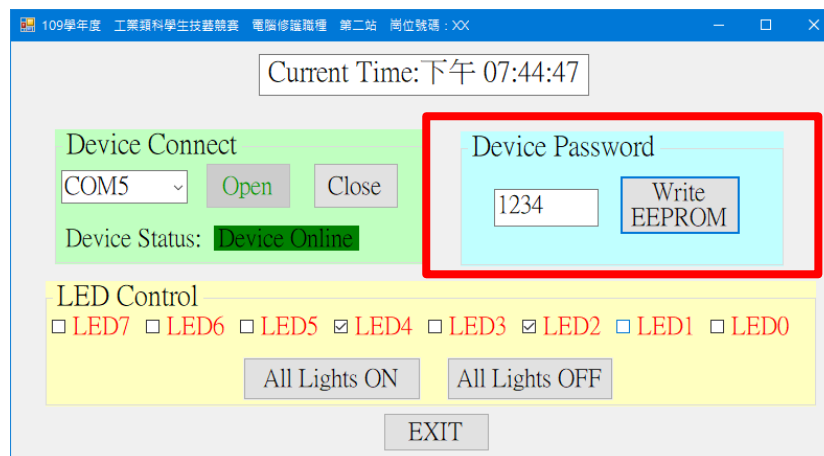 109學年度 工業類科學生技藝競賽 電腦修護職種 第二站 崗位號碼：XX
Current Time:下午 07:44:47
Device Connect
COM5 Open Close
Device Status: Device Online
Device Password
1234 Write EEPROM
LED Control
LED7 LED6 LED5 LED4 LED3 LED2 LED1 LED0
All Lights ON All Lights OFF
EXIT